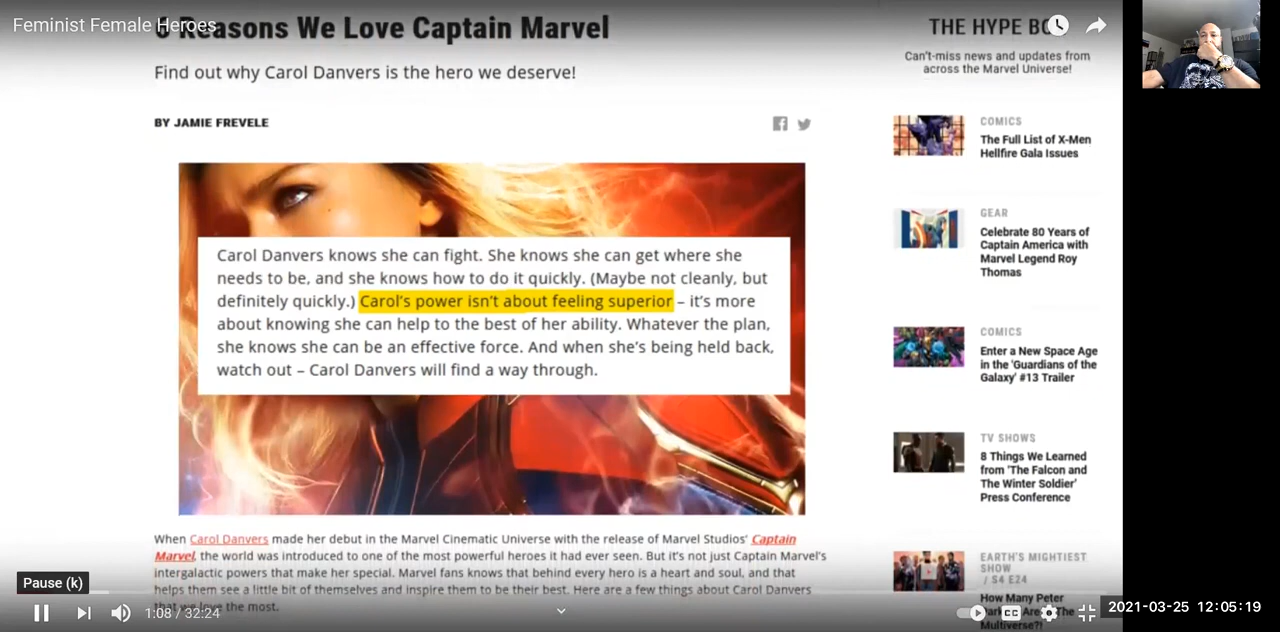 Feminist Female Heroes
6 Reasons We Love Captain Marvel
Find out why Carol Danvers is the hero we deserve!
BY JAMIE FREVELE
Carol Danvers knows she can fight. She knows she can get where she
needs to be, and she knows how to do it quickly. (Maybe not cleanly, but
definitely quickly.) Carol's power isn't about feeling superior – it's more
about knowing she can help to the best of her ability. Whatever the plan,
she knows she can be an effective force. And when she's being held back,
watch out – Carol Danvers will find a way through.
When Carol Danvers made her debut in the Marvel Cinematic Universe with the release of Marvel Studios' Captain
Marvel, the world was introduced to one of the most powerful heroes it had ever seen. But it's not just Captain Marvel's
intergalactic powers that make her special. Marvel fans knows that behind every hero is a heart and soul, and that
helps them see a little bit of themselves and inspire them to be their best. Here are a few things about Carol Danvers
that we love the most.
THE HYPE BO
Can't-miss news and updates from
across the Marvel Universe!
COMICS
The Full List of X-Men
Hellfire Gala Issues
GEAR
Celebrate 80 Years of
Captain America with
Marvel Legend Roy
Thomas
COMICS
Enter a New Space Age
in the 'Guardians of the
Galaxy' #13 Trailer
TV SHOWS
8 Things We Learned
from 'The Falcon and
The Winter Soldier'
Press Conference
EARTH'S MIGHTIEST
SHOW
/ S4 E24
How Many Peter
Are The
Multiverse?!
Pause (k)
1:08 / 32:24
CC
2021-03-25 12:05:19